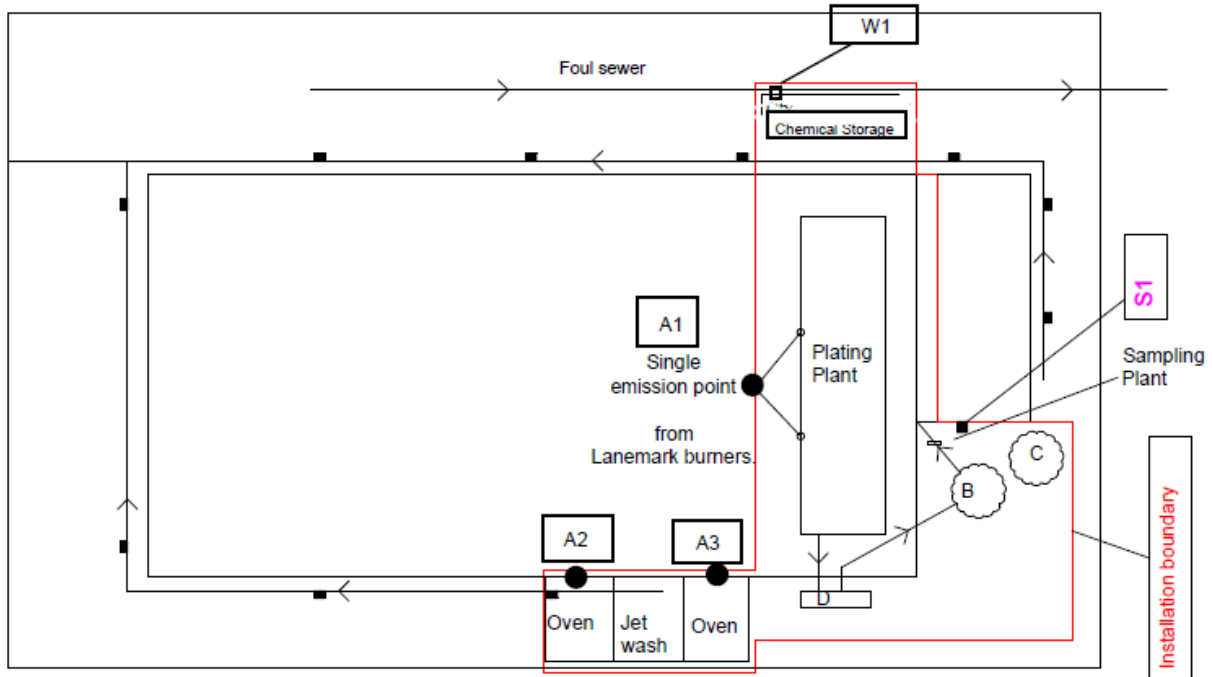 W1
Foul sewer
Chemical Storage
A1
Single
emission point
from
Lanemark burners.
Plating
Plant
S1
Sampling
Plant
C
B
A2
A3
D
Oven
Jet
wash
Oven
Installation boundary